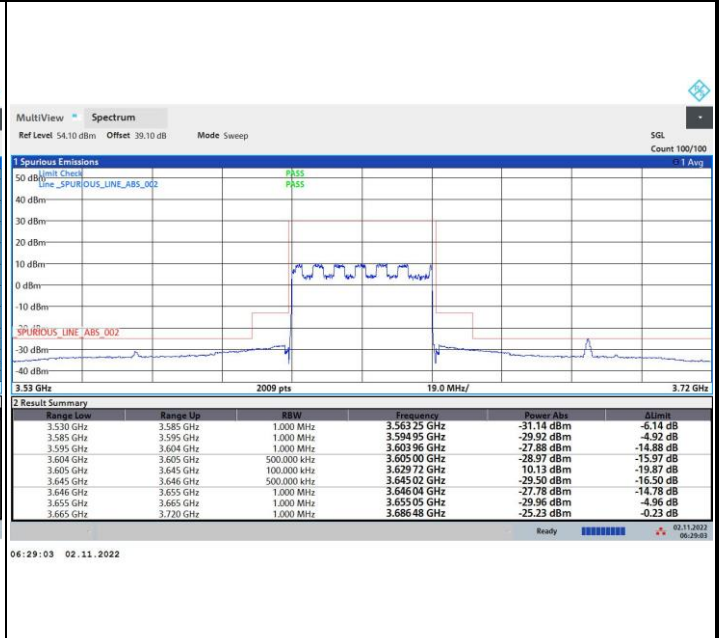 MultiView Spectrum
Ref Level 54.10 dBm Offset 39.10 dB Mode Sweep SGL
Count 100/100
1 Spurious Emissions 1 Avg
50 dBm Limit Check PASS
Line _SPURIOUS_LINE_ABS_002 PASS
40 dBm
30 dBm
20 dBm
10 dBm
0 dBm
-10 dBm
-20 dBm
_SPURIOUS_LINE_ABS_002
-30 dBm
-40 dBm
3.53 GHz 2009 pts 19.0 MHz/ 3.72 GHz
2 Result Summary
Range Low Range Up RBW Frequency Power Abs ΔLimit
3.530 GHz 3.585 GHz 1.000 MHz 3.56325 GHz -31.14 dBm -6.14 dB
3.585 GHz 3.595 GHz 1.000 MHz 3.59495 GHz -29.92 dBm -4.92 dB
3.595 GHz 3.604 GHz 1.000 MHz 3.60396 GHz -27.88 dBm -14.88 dB
3.604 GHz 3.605 GHz 500.000 kHz 3.60500 GHz -28.97 dBm -15.97 dB
3.605 GHz 3.645 GHz 100.000 kHz 3.62972 GHz 10.13 dBm -19.87 dB
3.645 GHz 3.646 GHz 500.000 kHz 3.64502 GHz -29.50 dBm -16.50 dB
3.646 GHz 3.655 GHz 1.000 MHz 3.64604 GHz -27.78 dBm -14.78 dB
3.655 GHz 3.665 GHz 1.000 MHz 3.65505 GHz -29.96 dBm -4.96 dB
3.665 GHz 3.720 GHz 1.000 MHz 3.68648 GHz -25.23 dBm -0.23 dB
Ready 02.11.2022
06:29:03
06:29:03 02.11.2022